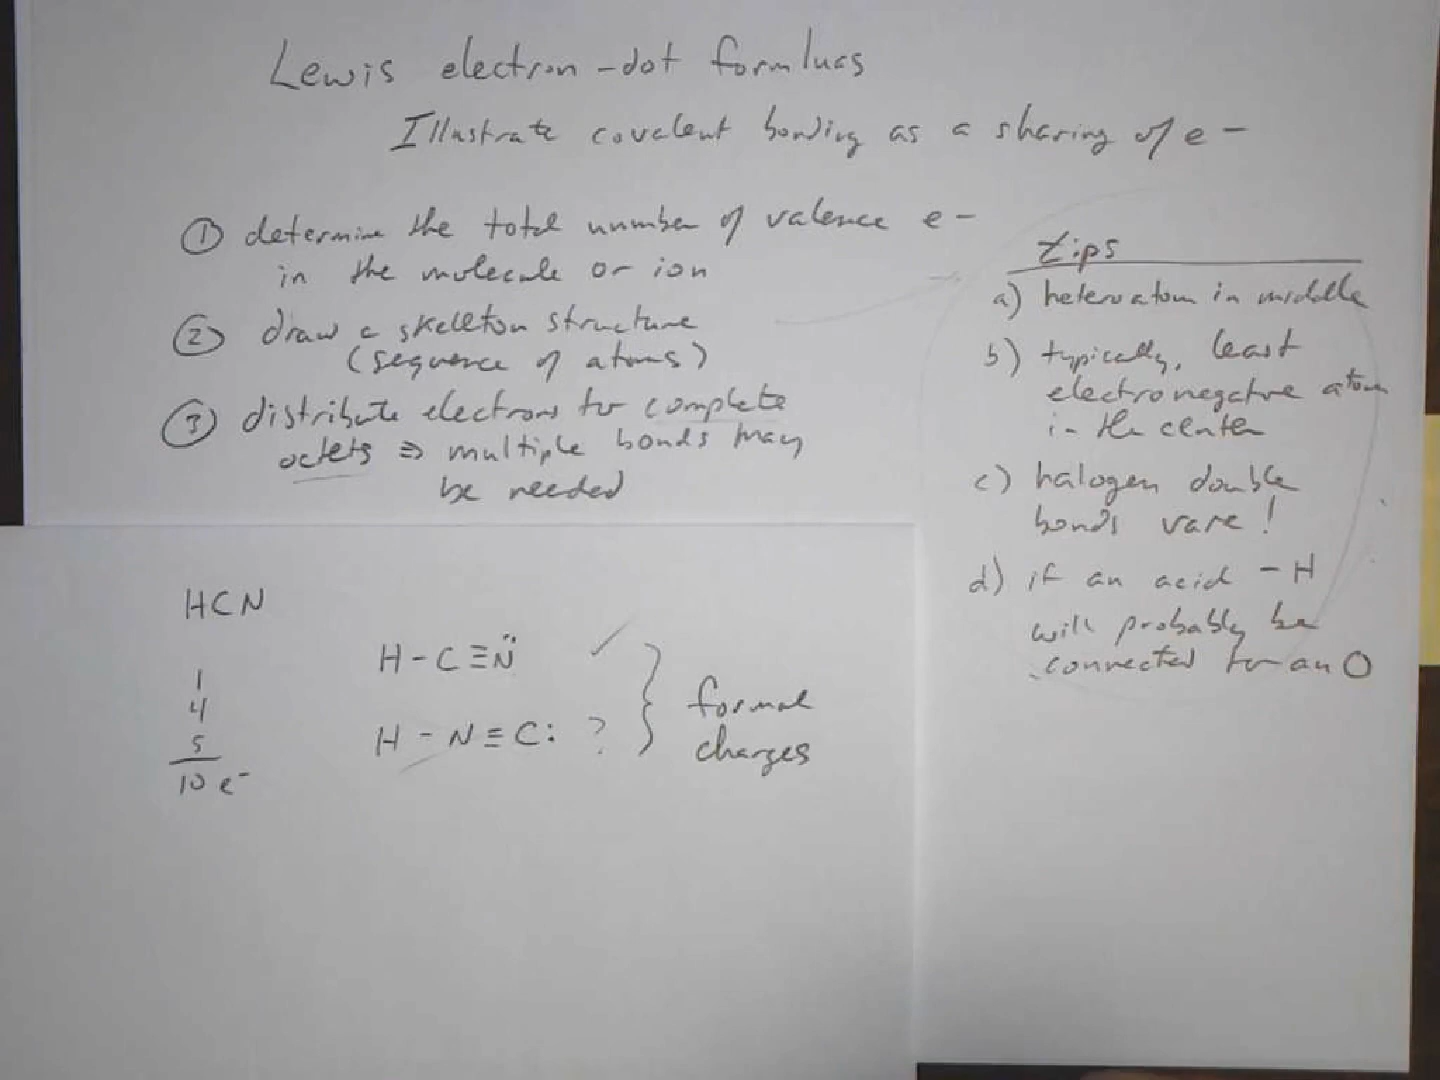 Lewis electron-dot formluas
Illustrate covalent bonding as a sharing of e-
① determine the total number of valence e-
in the molecule or ion
② draw a skelton structure
(sequence of atoms)
③ distribute electrons to complete
octets ⇒ multiple bonds may
be needed
tips
a) heteroatom in middle
b) typically, least
electronegative atom
in the center
c) halogen double
bonds rare!
d) if an acid -H
will probably be
connected to an O
HCN
1
4
5
10 e⁻
H-C≡N̈ ✓
H-N≡C: ?
} formal
charges